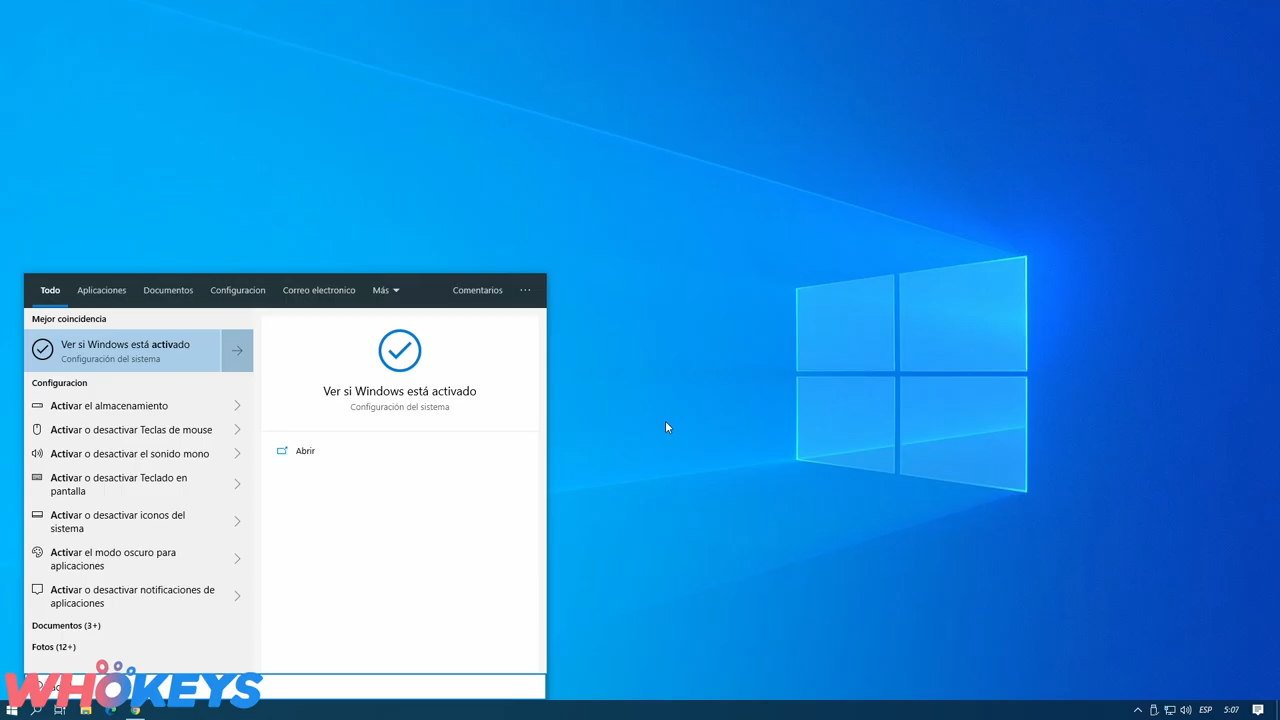 Todo Aplicaciones Documentos Configuracion Correo electronico Más Comentarios ...
Mejor coincidencia
Ver si Windows está activado
Configuración del sistema
Configuracion
Activar el almacenamiento
Activar o desactivar Teclas de mouse
Activar o desactivar el sonido mono
Activar o desactivar Teclado en
pantalla
Activar o desactivar iconos del
sistema
Activar el modo oscuro para
aplicaciones
Activar o desactivar notificaciones de
aplicaciones
Documentos (3+)
Fotos (12+)
Ver si Windows está activado
Configuración del sistema
Abrir
WHOKEYS
ESP 5:07